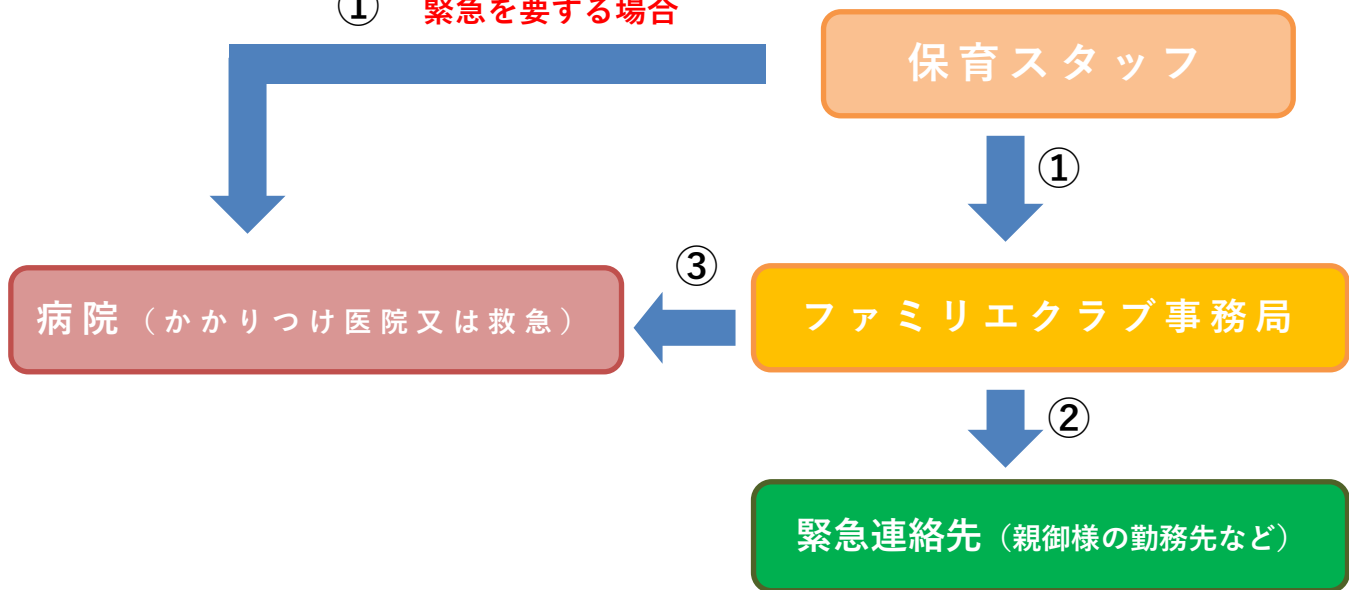 ① 緊急を要する場合
保育スタッフ
①
病院（かかりつけ医院又は救急）
③
ファミリエクラブ事務局
②
緊急連絡先（親御様の勤務先など）